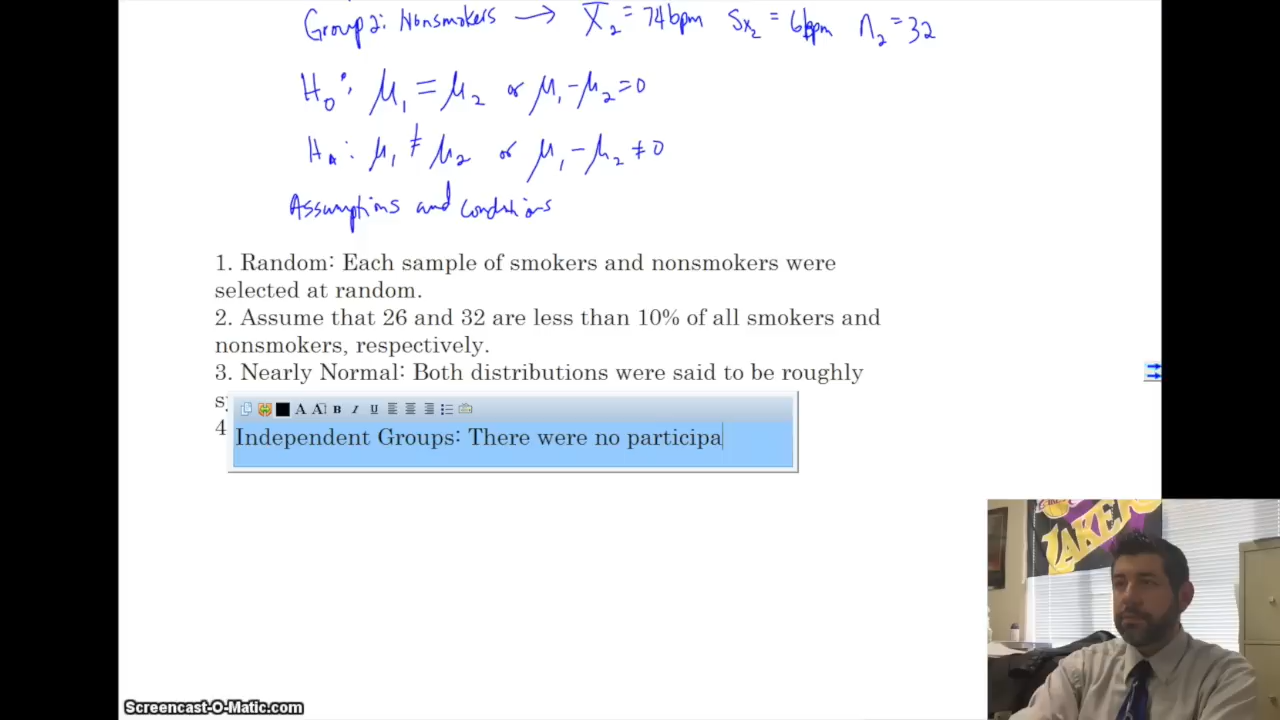 Group 2: Nonsmokers → X̄₂ = 74bpm Sx₂ = 6bpm n₂ = 32
H₀: μ₁ = μ₂ or μ₁ - μ₂ = 0
Hₐ: μ₁ ≠ μ₂ or μ₁ - μ₂ ≠ 0
Assumptions and conditions
1. Random: Each sample of smokers and nonsmokers were
selected at random.
2. Assume that 26 and 32 are less than 10% of all smokers and
nonsmokers, respectively.
3. Nearly Normal: Both distributions were said to be roughly
4
Independent Groups: There were no participa
LAKERS
Screencast-O-Matic.com